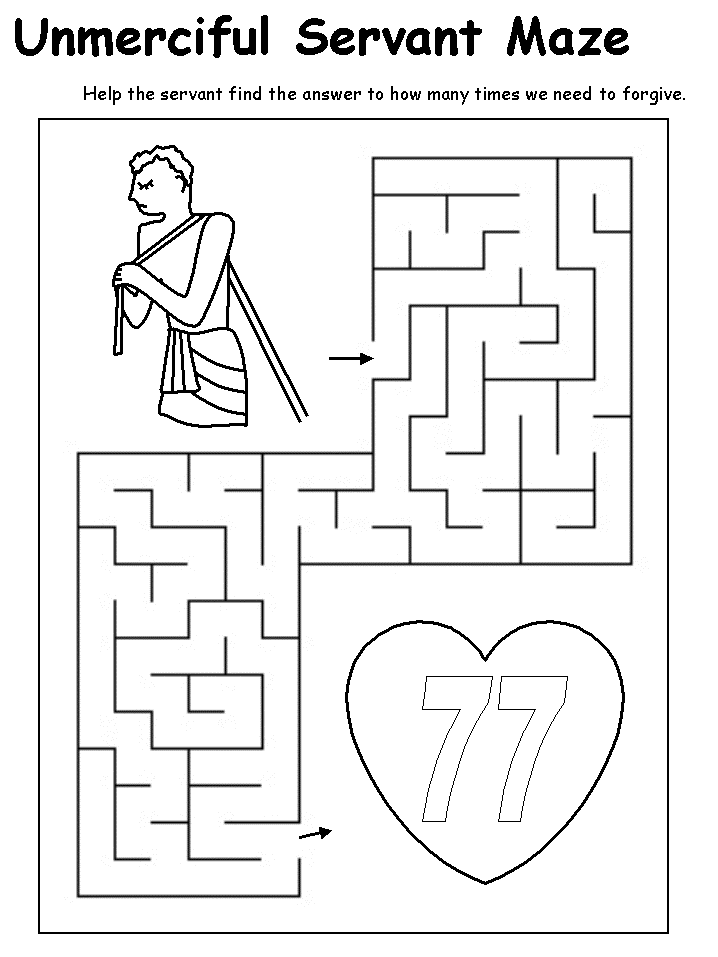 Unmerciful Servant Maze
Help the servant find the answer to how many times we need to forgive.
77